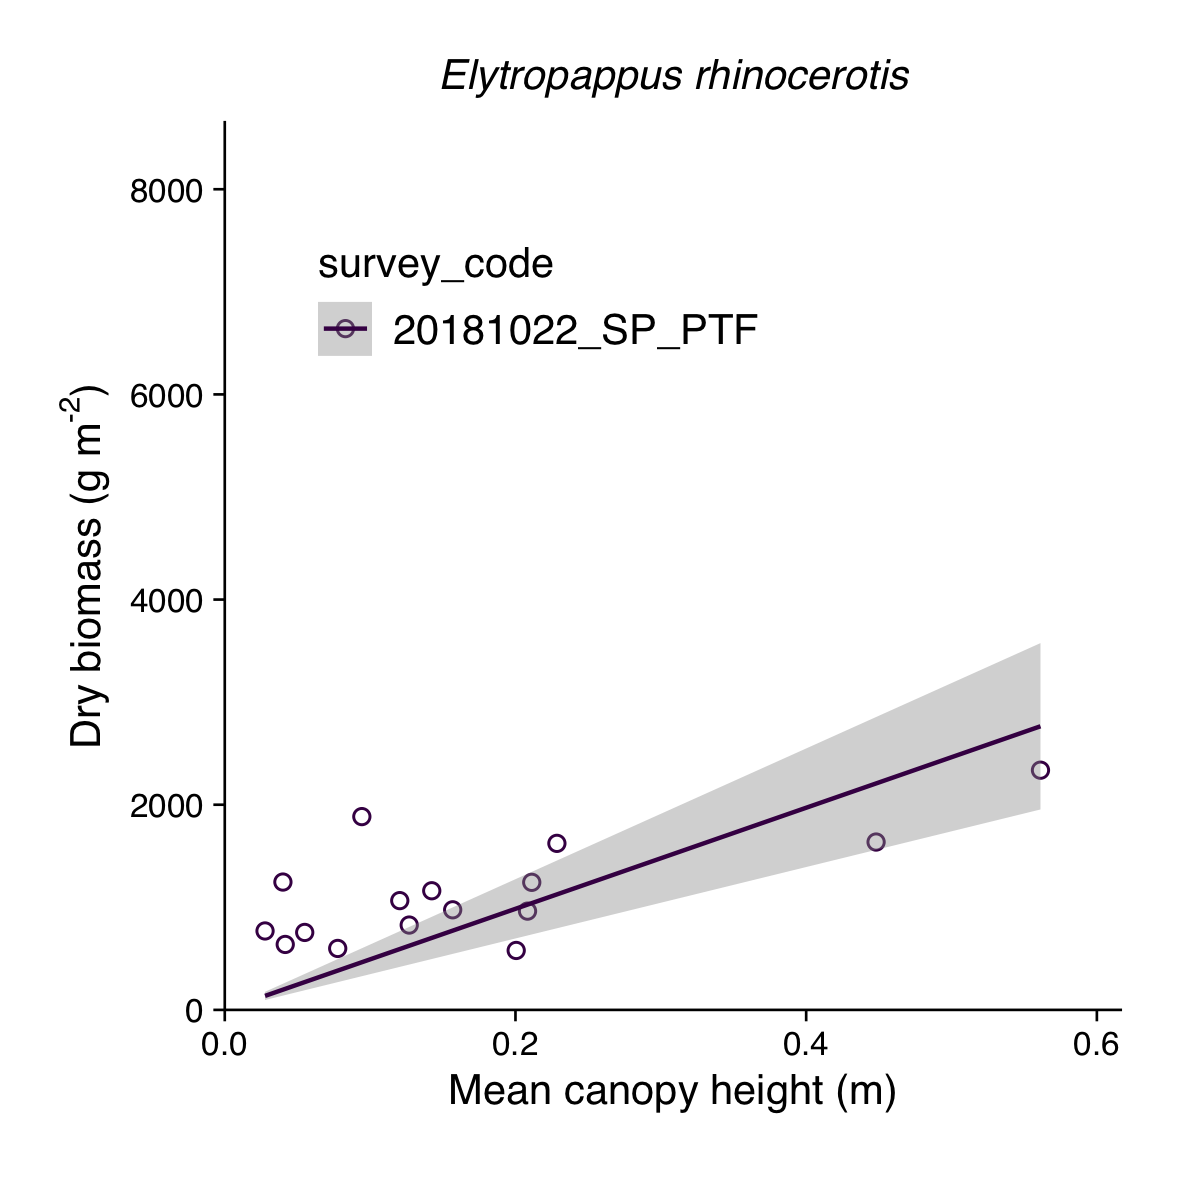 Elytropappus rhinocerotis
8000
6000
4000
2000
0
Dry biomass (g m⁻²)
survey_code
20181022_SP_PTF
0.0 0.2 0.4 0.6
Mean canopy height (m)